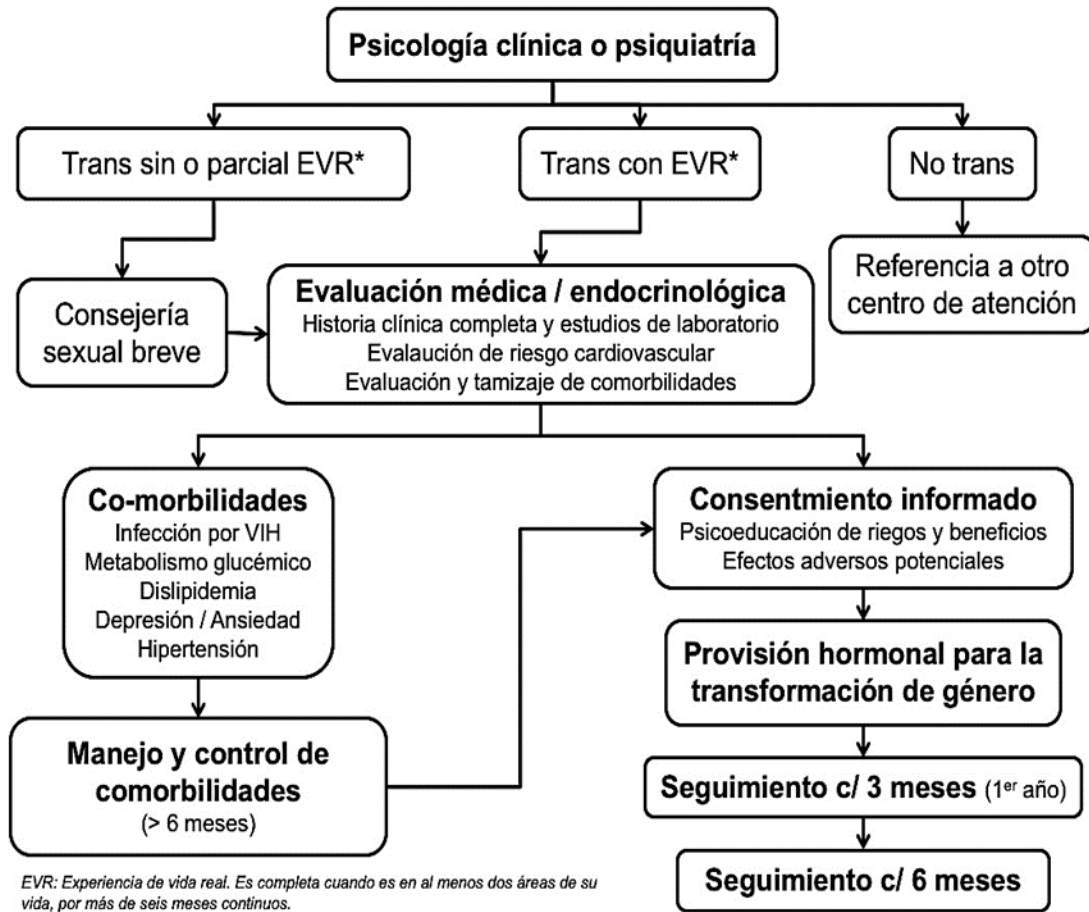 Psicología clínica o psiquiatría
Trans sin o parcial EVR*
Trans con EVR*
No trans
Consejería
sexual breve
Evaluación médica / endocrinológica
Historia clínica completa y estudios de laboratorio
Evalaución de riesgo cardiovascular
Evaluación y tamizaje de comorbilidades
Referencia a otro
centro de atención
Co-morbilidades
Infección por VIH
Metabolismo glucémico
Dislipidemia
Depresión / Ansiedad
Hipertensión
Consentmiento informado
Psicoeducación de riegos y beneficios
Efectos adversos potenciales
Provisión hormonal para la
transformación de género
Manejo y control de
comorbilidades
(> 6 meses)
Seguimiento c/ 3 meses (1er año)
Seguimiento c/ 6 meses
EVR: Experiencia de vida real. Es completa cuando es en al menos dos áreas de su
vida, por más de seis meses continuos.